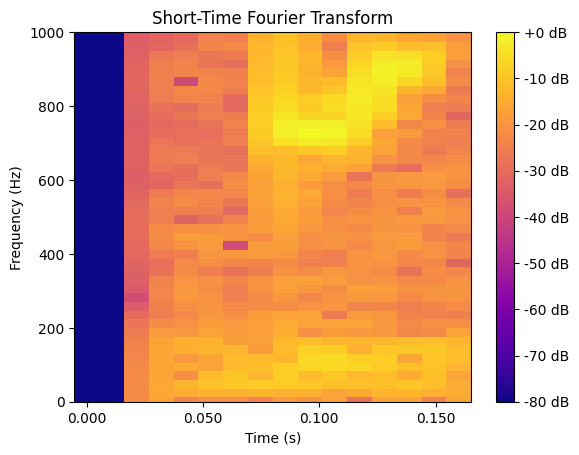 Short-Time Fourier Transform
1000
800
600
400
200
0
Frequency (Hz)
0.000
0.050
0.100
0.150
Time (s)
+0 dB
-10 dB
-20 dB
-30 dB
-40 dB
-50 dB
-60 dB
-70 dB
-80 dB